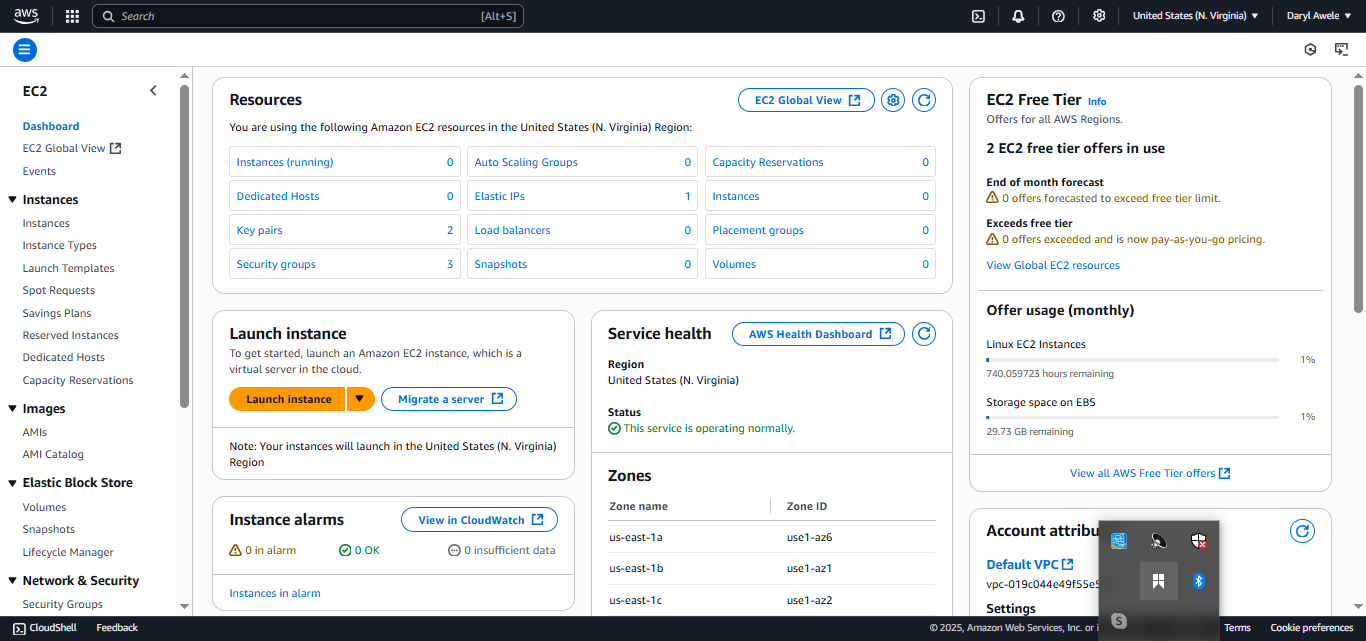 aws
Search [Alt+S]
United States (N. Virginia)
Daryl Awele
EC2
Dashboard
EC2 Global View
Events
Instances
Instances
Instance Types
Launch Templates
Spot Requests
Savings Plans
Reserved Instances
Dedicated Hosts
Capacity Reservations
Images
AMIs
AMI Catalog
Elastic Block Store
Volumes
Snapshots
Lifecycle Manager
Network & Security
Security Groups
Resources
EC2 Global View
You are using the following Amazon EC2 resources in the United States (N. Virginia) Region:
Instances (running) 0
Auto Scaling Groups 0
Capacity Reservations 0
Dedicated Hosts 0
Elastic IPs 1
Instances 0
Key pairs 2
Load balancers 0
Placement groups 0
Security groups 3
Snapshots 0
Volumes 0
Launch instance
To get started, launch an Amazon EC2 instance, which is a
virtual server in the cloud.
Launch instance
Migrate a server
Note: Your instances will launch in the United States (N. Virginia)
Region
Instance alarms
View in CloudWatch
0 in alarm
0 OK
0 insufficient data
Instances in alarm
Service health
AWS Health Dashboard
Region
United States (N. Virginia)
Status
This service is operating normally.
Zones
Zone name Zone ID
us-east-1a use1-az6
us-east-1b use1-az1
us-east-1c use1-az2
EC2 Free Tier Info
Offers for all AWS Regions.
2 EC2 free tier offers in use
End of month forecast
0 offers forecasted to exceed free tier limit.
Exceeds free tier
0 offers exceeded and is now pay-as-you-go pricing.
View Global EC2 resources
Offer usage (monthly)
Linux EC2 Instances
1%
740.059723 hours remaining
Storage space on EBS
1%
29.73 GB remaining
View all AWS Free Tier offers
Account attribu
Default VPC
vpc-019c044e49f55e5
Settings
CloudShell
Feedback
© 2025, Amazon Web Services, Inc. or i
Terms
Cookie preferences